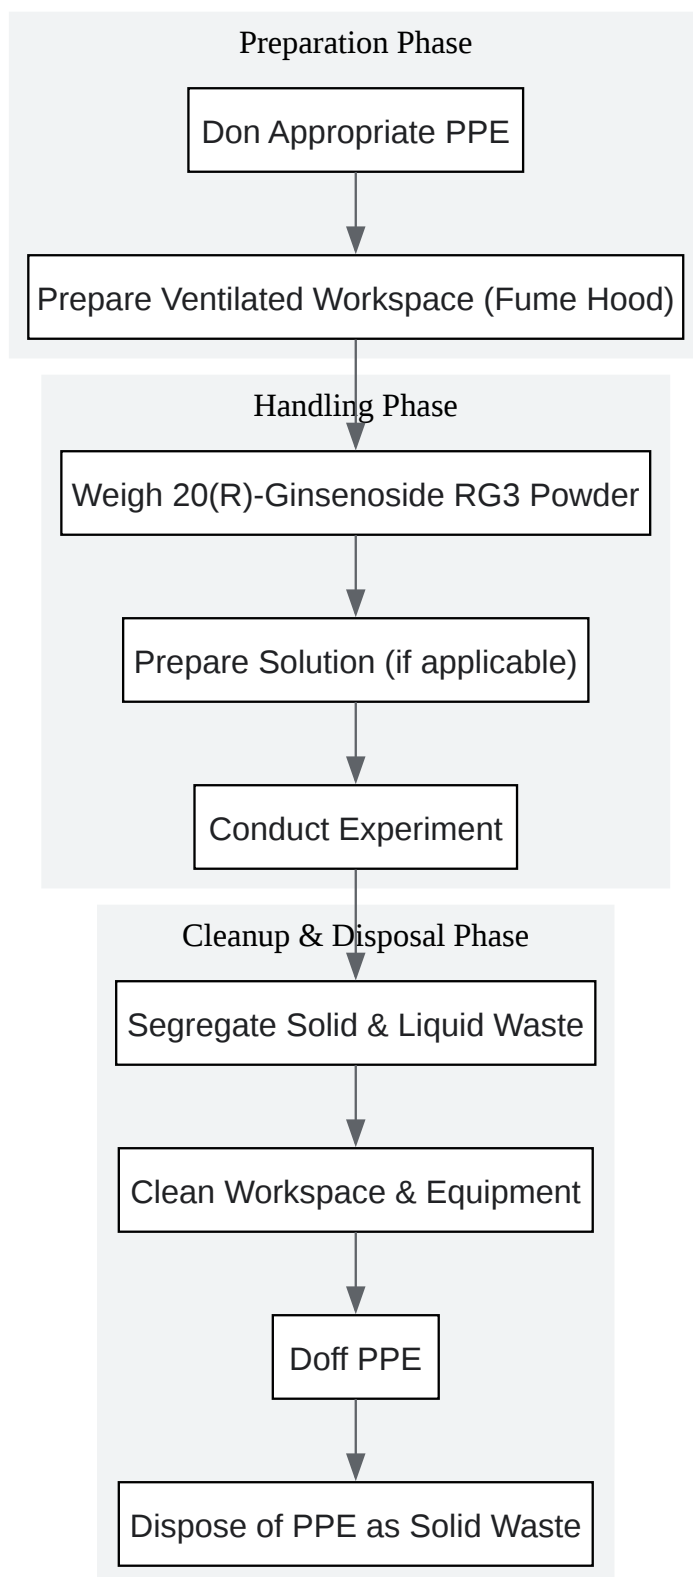 Preparation Phase
Don Appropriate PPE
Prepare Ventilated Workspace (Fume Hood)
Handling Phase
Weigh 20(R)-Ginsenoside RG3 Powder
Prepare Solution (if applicable)
Conduct Experiment
Cleanup & Disposal Phase
Segregate Solid & Liquid Waste
Clean Workspace & Equipment
Doff PPE
Dispose of PPE as Solid Waste